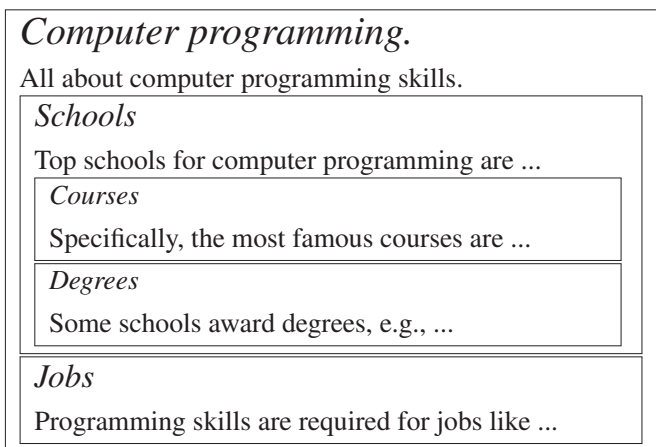 Computer programming.
All about computer programming skills.
Schools
Top schools for computer programming are ...
Courses
Specifically, the most famous courses are ...
Degrees
Some schools award degrees, e.g., ...
Jobs
Programming skills are required for jobs like ...